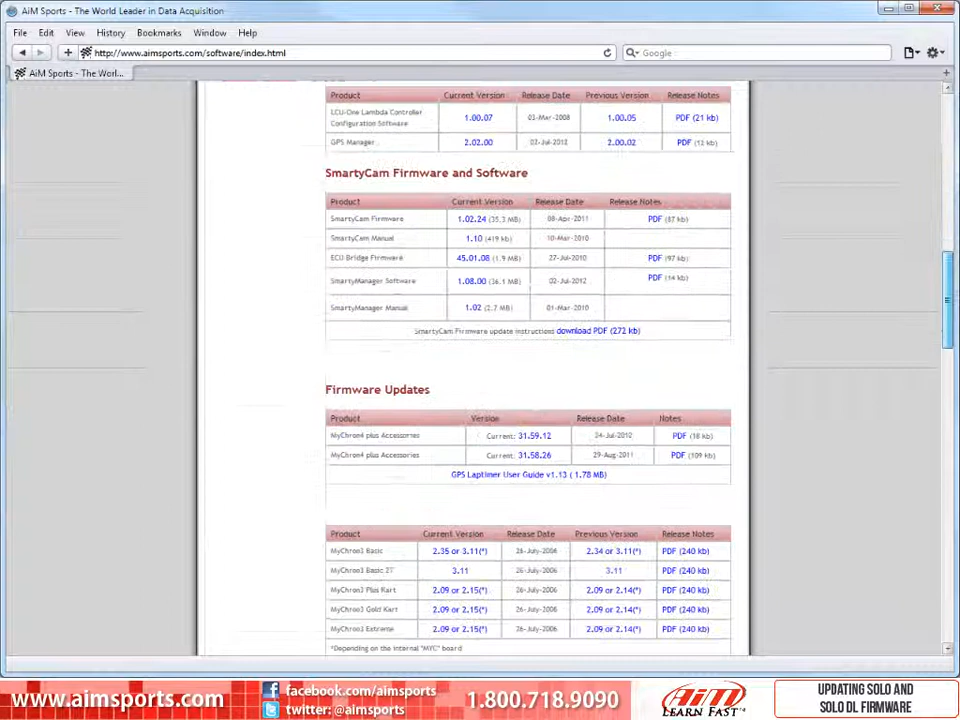 AiM Sports - The World Leader in Data Acquisition
File Edit View History Bookmarks Window Help
http://www.aimsports.com/software/index.html
Google
AiM Sports - The Worl...
Product Current Version Release Date Previous Version Release Notes
LCU-One Lambda Controller
Configuration Software
1.00.07 03-Mar-2008 1.00.05 PDF (21 kb)
GPS Manager 2.02.00 02-Jul-2012 2.00.02 PDF (12 kb)
SmartyCam Firmware and Software
Product Current Version Release Date Release Notes
SmartyCam Firmware 1.02.24 (35.3 MB) 08-Apr-2011 PDF (87 kb)
SmartyCam Manual 1.10 (419 kb) 10-Mar-2010
ECU Bridge Firmware 45.01.08 (1.9 MB) 27-Jul-2010 PDF (97 kb)
SmartyManager Software 1.08.00 (36.1 MB) 02-Jul-2012 PDF (14 kb)
SmartyManager Manual 1.02 (2.7 MB) 01-Mar-2010
SmartyCam Firmware update instructions download PDF (272 kb)
Firmware Updates
Product Version Release Date Notes
MyChron4 plus Accessories Current: 31.59.12 24-Jul-2012 PDF (18 kb)
MyChron4 plus Accessories Current: 31.58.26 29-Aug-2011 PDF (109 kb)
GPS Laptimer User Guide v1.13 ( 1.78 MB)
Product Current Version Release Date Previous Version Release Notes
MyChron3 Basic 2.35 or 3.11(*) 26-July-2006 2.34 or 3.11(*) PDF (240 kb)
MyChron3 Basic 2T 3.11 26-July-2006 3.11 PDF (240 kb)
MyChron3 Plus Kart 2.09 or 2.15(*) 26-July-2006 2.09 or 2.14(*) PDF (240 kb)
MyChron3 Gold Kart 2.09 or 2.15(*) 26-July-2006 2.09 or 2.14(*) PDF (240 kb)
MyChron3 Extreme 2.09 or 2.15(*) 26-July-2006 2.09 or 2.14(*) PDF (240 kb)
*Depending on the internal "MYC" board
www.aimsports.com
facebook.com/aimsports
twitter: @aimsports
1.800.718.9090
AiM
LEARN FAST™
UPDATING SOLO AND
SOLO DL FIRMWARE